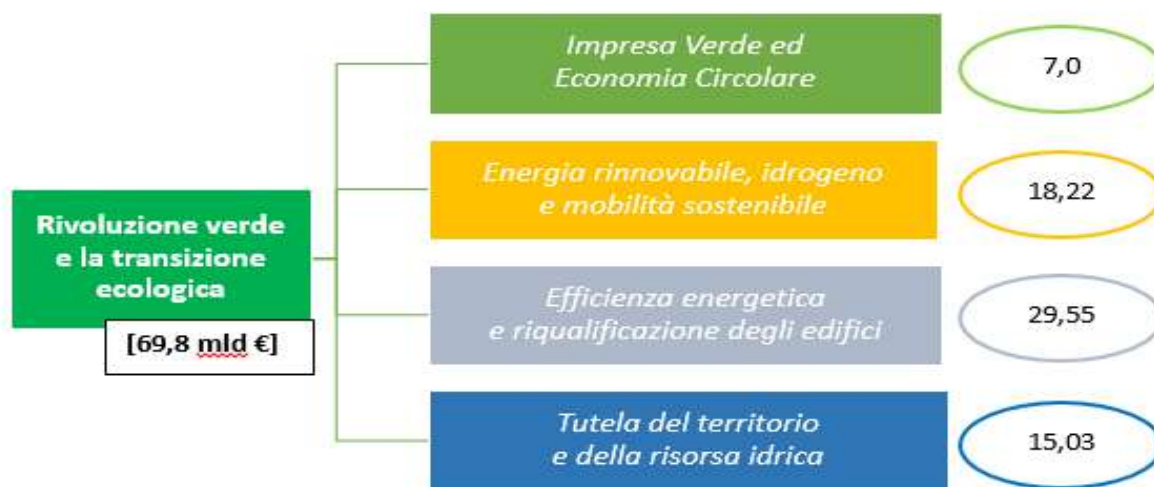 Rivoluzione verde
e la transizione
ecologica
[69,8 mld €]
Impresa Verde ed
Economia Circolare
7,0
Energia rinnovabile, idrogeno
e mobilità sostenibile
18,22
Efficienza energetica
e riqualificazione degli edifici
29,55
Tutela del territorio
e della risorsa idrica
15,03